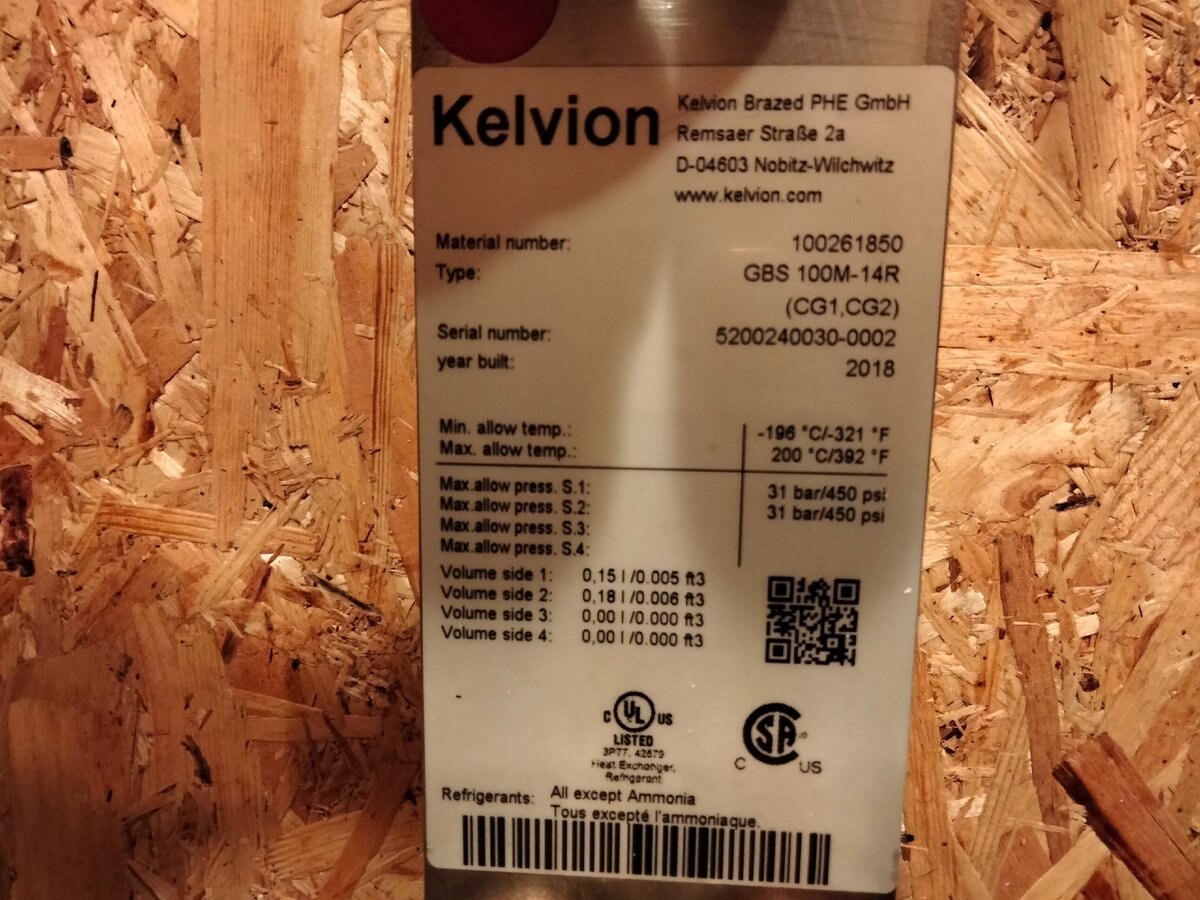 Kelvion
Kelvion Brazed PHE GmbH
Remsaer Straße 2a
D-04603 Nobitz-Wilchwitz
www.kelvion.com
Material number: 100261850
Type: GBS 100M-14R
(CG1,CG2)
Serial number: 5200240030-0002
year built: 2018
Min. allow temp.: -196 °C/-321 °F
Max. allow temp.: 200 °C/392 °F
Max.allow press. S.1: 31 bar/450 psi
Max.allow press. S.2: 31 bar/450 psi
Max.allow press. S.3:
Max.allow press. S.4:
Volume side 1: 0,15 l /0.005 ft3
Volume side 2: 0,18 l /0.006 ft3
Volume side 3: 0,00 l /0.000 ft3
Volume side 4: 0,00 l /0.000 ft3
C UL US
LISTED
3P77, 42679
Heat Exchanger,
Refrigerant
C SA US
Refrigerants: All except Ammonia
Tous excepté l'ammoniaque.